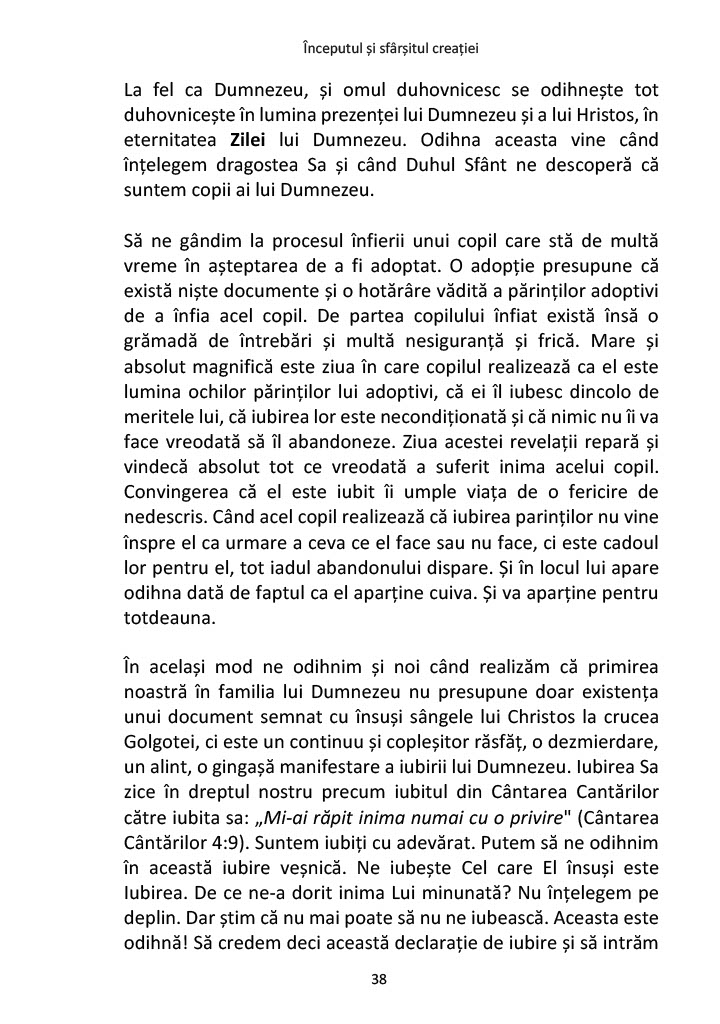 Începutul și sfârșitul creației
La fel ca Dumnezeu, și omul duhovnicesc se odihnește tot
duhovnicește în lumina prezenței lui Dumnezeu și a lui Hristos, în
eternitatea Zilei lui Dumnezeu. Odihna aceasta vine când
înțelegem dragostea Sa și când Duhul Sfânt ne descoperă că
suntem copii ai lui Dumnezeu.
Să ne gândim la procesul înfierii unui copil care stă de multă
vreme în așteptarea de a fi adoptat. O adopție presupune că
există niște documente și o hotărâre vădită a părinților adoptivi
de a înfia acel copil. De partea copilului înfiat există însă o
grămadă de întrebări și multă nesiguranță și frică. Mare și
absolut magnifică este ziua în care copilul realizează ca el este
lumina ochilor părinților lui adoptivi, că ei îl iubesc dincolo de
meritele lui, că iubirea lor este necondiționată și că nimic nu îi va
face vreodată să îl abandoneze. Ziua acestei revelații repară și
vindecă absolut tot ce vreodată a suferit inima acelui copil.
Convingerea că el este iubit îi umple viața de o fericire de
nedescris. Când acel copil realizează că iubirea parinților nu vine
înspre el ca urmare a ceva ce el face sau nu face, ci este cadoul
lor pentru el, tot iadul abandonului dispare. Și în locul lui apare
odihna dată de faptul ca el aparține cuiva. Și va aparține pentru
totdeauna.
În același mod ne odihnim și noi când realizăm că primirea
noastră în familia lui Dumnezeu nu presupune doar existența
unui document semnat cu însuși sângele lui Christos la crucea
Golgotei, ci este un continuu și copleșitor răsfăț, o dezmierdare,
un alint, o gingașă manifestare a iubirii lui Dumnezeu. Iubirea Sa
zice în dreptul nostru precum iubitul din Cântarea Cantărilor
către iubita sa: „Mi-ai răpit inima numai cu o privire" (Cântarea
Cântărilor 4:9). Suntem iubiți cu adevărat. Putem să ne odihnim
în această iubire veșnică. Ne iubește Cel care El însuși este
Iubirea. De ce ne-a dorit inima Lui minunată? Nu înțelegem pe
deplin. Dar știm că nu mai poate să nu ne iubească. Aceasta este
odihnă! Să credem deci această declarație de iubire și să intrăm
38